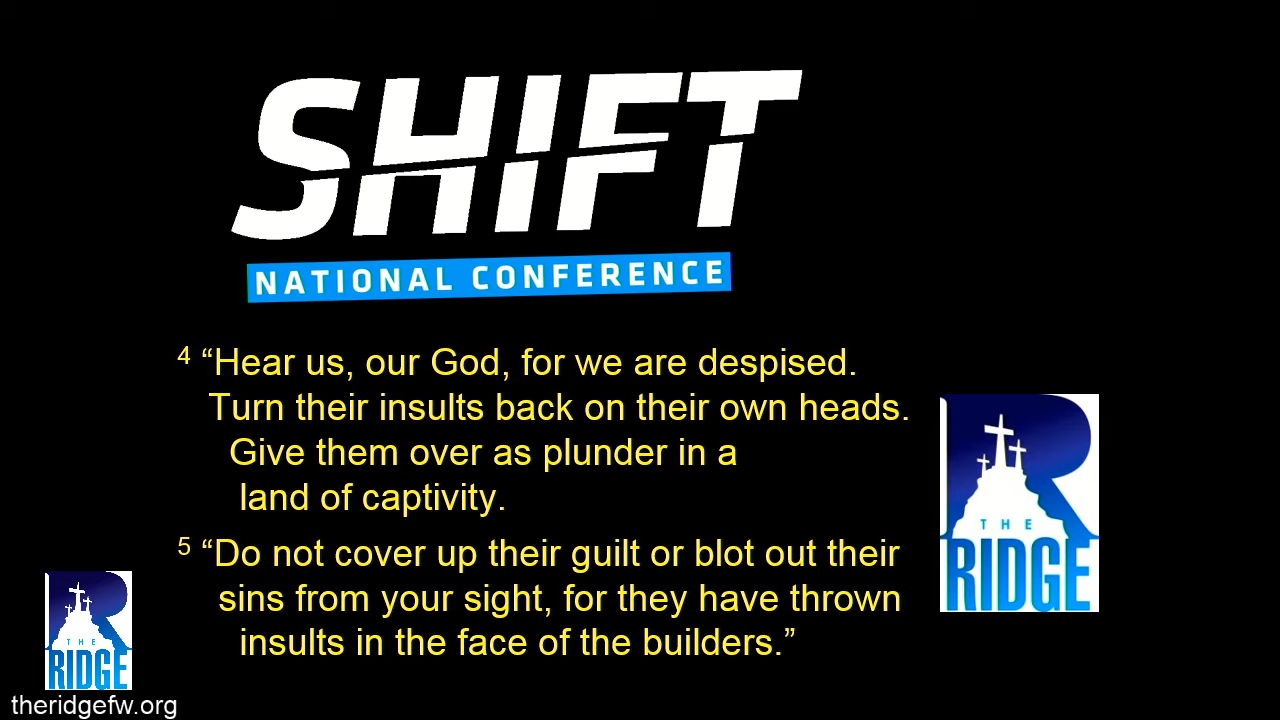 SHIFT
NATIONAL CONFERENCE
4 “Hear us, our God, for we are despised.
Turn their insults back on their own heads.
Give them over as plunder in a
land of captivity.
5 “Do not cover up their guilt or blot out their
sins from your sight, for they have thrown
insults in the face of the builders.”
R
THE
RIDGE
R
THE
RIDGE
theridgefw.org